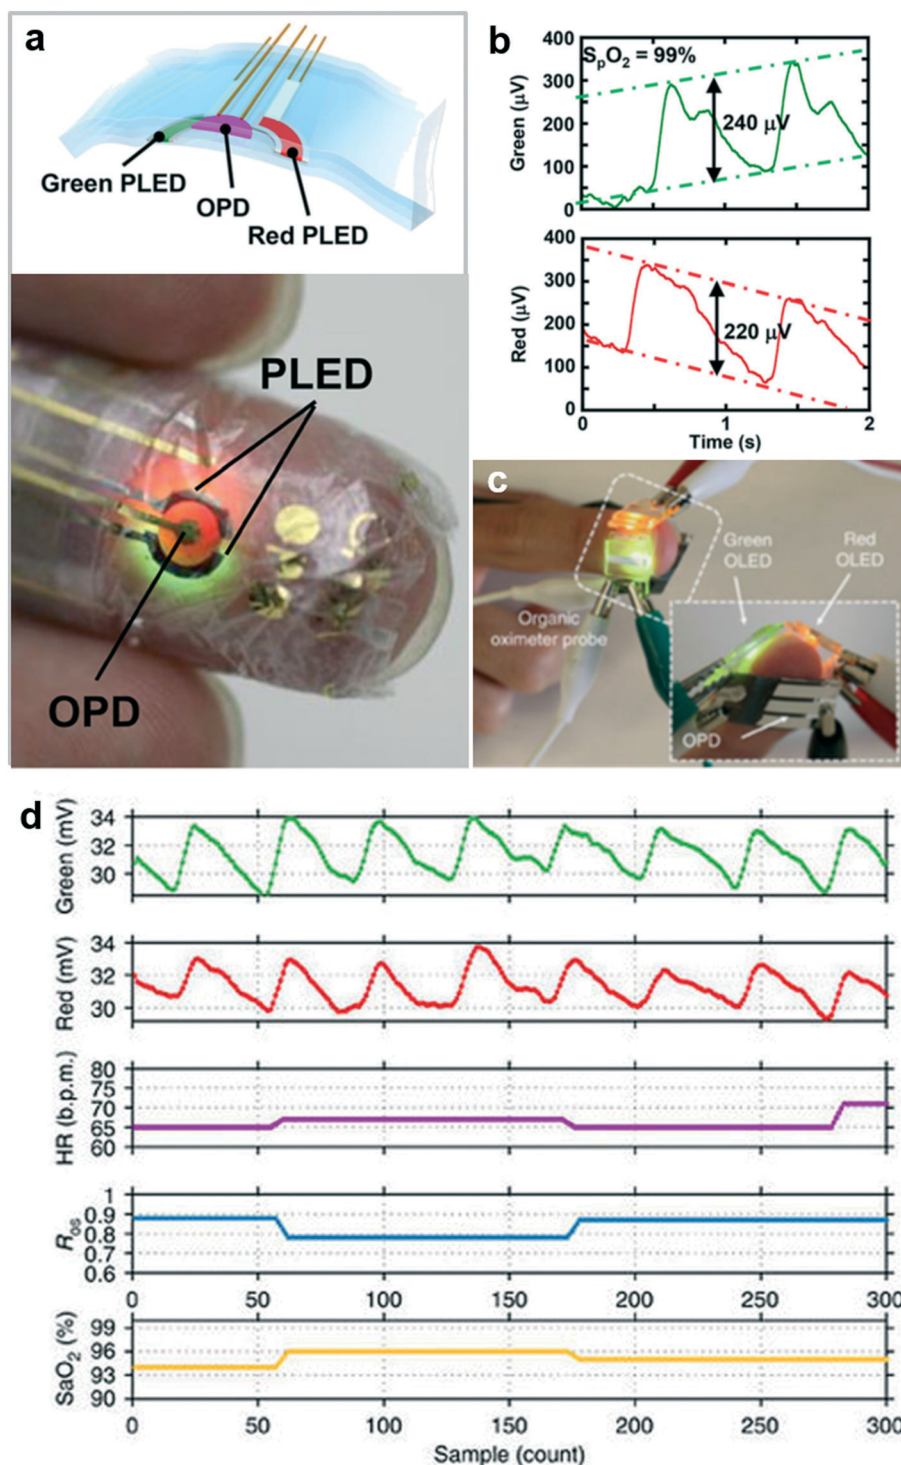 a
Green PLED
OPD
Red PLED
PLED
OPD
b
SpO2 = 99%
400
300
200
100
0
Green (µV)
240 µV
400
300
200
100
0
Red (µV)
220 µV
0
1
2
Time (s)
c
Green
OLED
Red
OLED
Organic
oximeter probe
OPD
d
34
32
30
Green (mV)
34
32
30
Red (mV)
80
75
70
65
60
HR (b.p.m.)
1
0.9
0.8
0.7
0.6
Ros
0 50 100 150 200 250 300
99
96
93
90
SaO2 (%)
0 50 100 150 200 250 300
Sample (count)